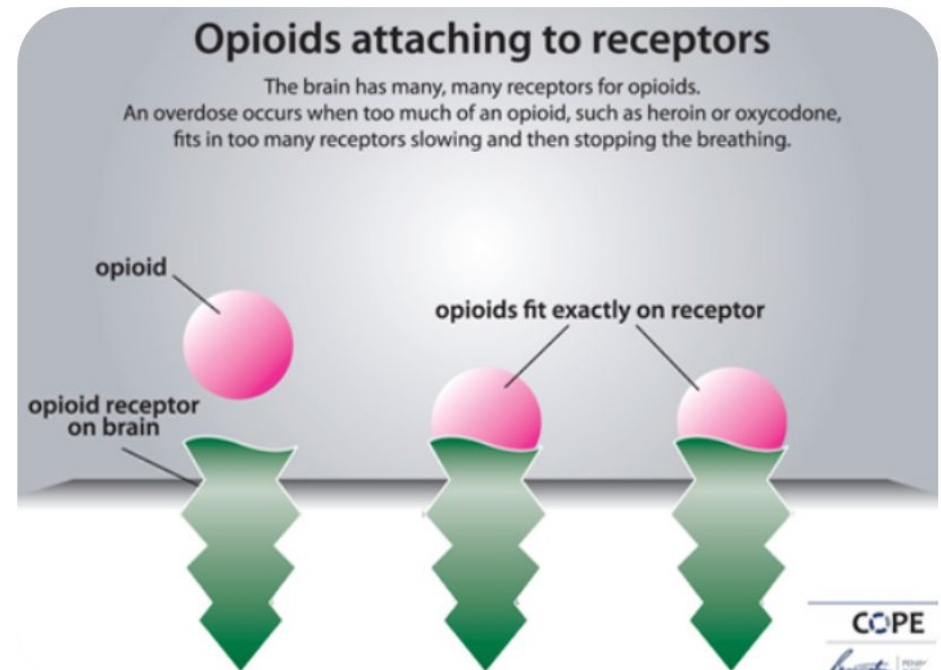 Opioids attaching to receptors
The brain has many, many receptors for opioids.
An overdose occurs when too much of an opioid, such as heroin or oxycodone,
fits in too many receptors slowing and then stopping the breathing.
opioid
opioids fit exactly on receptor
opioid receptor
on brain
COPE